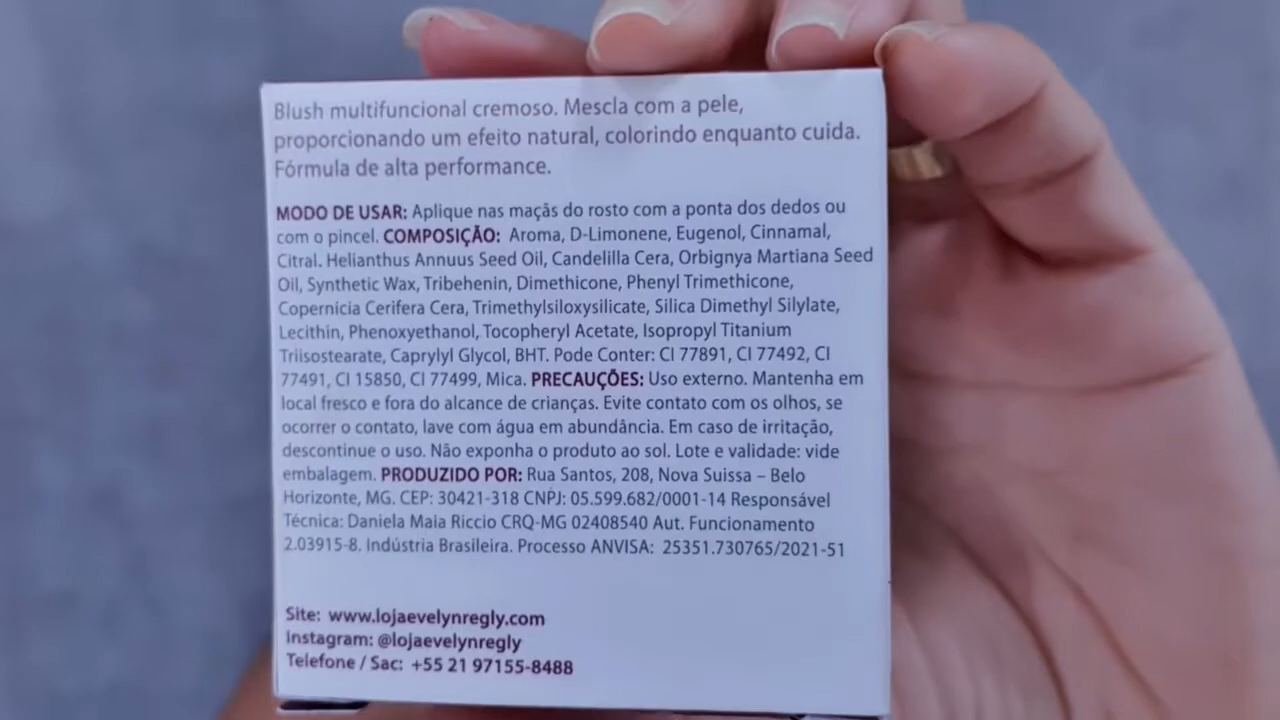 Blush multifuncional cremoso. Mescla com a pele,
proporcionando um efeito natural, colorindo enquanto cuida.
Fórmula de alta performance.
MODO DE USAR: Aplique nas maçãs do rosto com a ponta dos dedos ou
com o pincel. COMPOSIÇÃO: Aroma, D-Limonene, Eugenol, Cinnamal,
Citral. Helianthus Annuus Seed Oil, Candelilla Cera, Orbignya Martiana Seed
Oil, Synthetic Wax, Tribehenin, Dimethicone, Phenyl Trimethicone,
Copernicia Cerifera Cera, Trimethylsiloxysilicate, Silica Dimethyl Silylate,
Lecithin, Phenoxyethanol, Tocopheryl Acetate, Isopropyl Titanium
Triisostearate, Caprylyl Glycol, BHT. Pode Conter: CI 77891, CI 77492, CI
77491, CI 15850, CI 77499, Mica. PRECAUÇÕES: Uso externo. Mantenha em
local fresco e fora do alcance de crianças. Evite contato com os olhos, se
ocorrer o contato, lave com água em abundância. Em caso de irritação,
descontinue o uso. Não exponha o produto ao sol. Lote e validade: vide
embalagem. PRODUZIDO POR: Rua Santos, 208, Nova Suissa – Belo
Horizonte, MG. CEP: 30421-318 CNPJ: 05.599.682/0001-14 Responsável
Técnica: Daniela Maia Riccio CRQ-MG 02408540 Aut. Funcionamento
2.03915-8. Indústria Brasileira. Processo ANVISA: 25351.730765/2021-51
Site: www.lojaevelynregly.com
Instagram: @lojaevelynregly
Telefone / Sac: +55 21 97155-8488